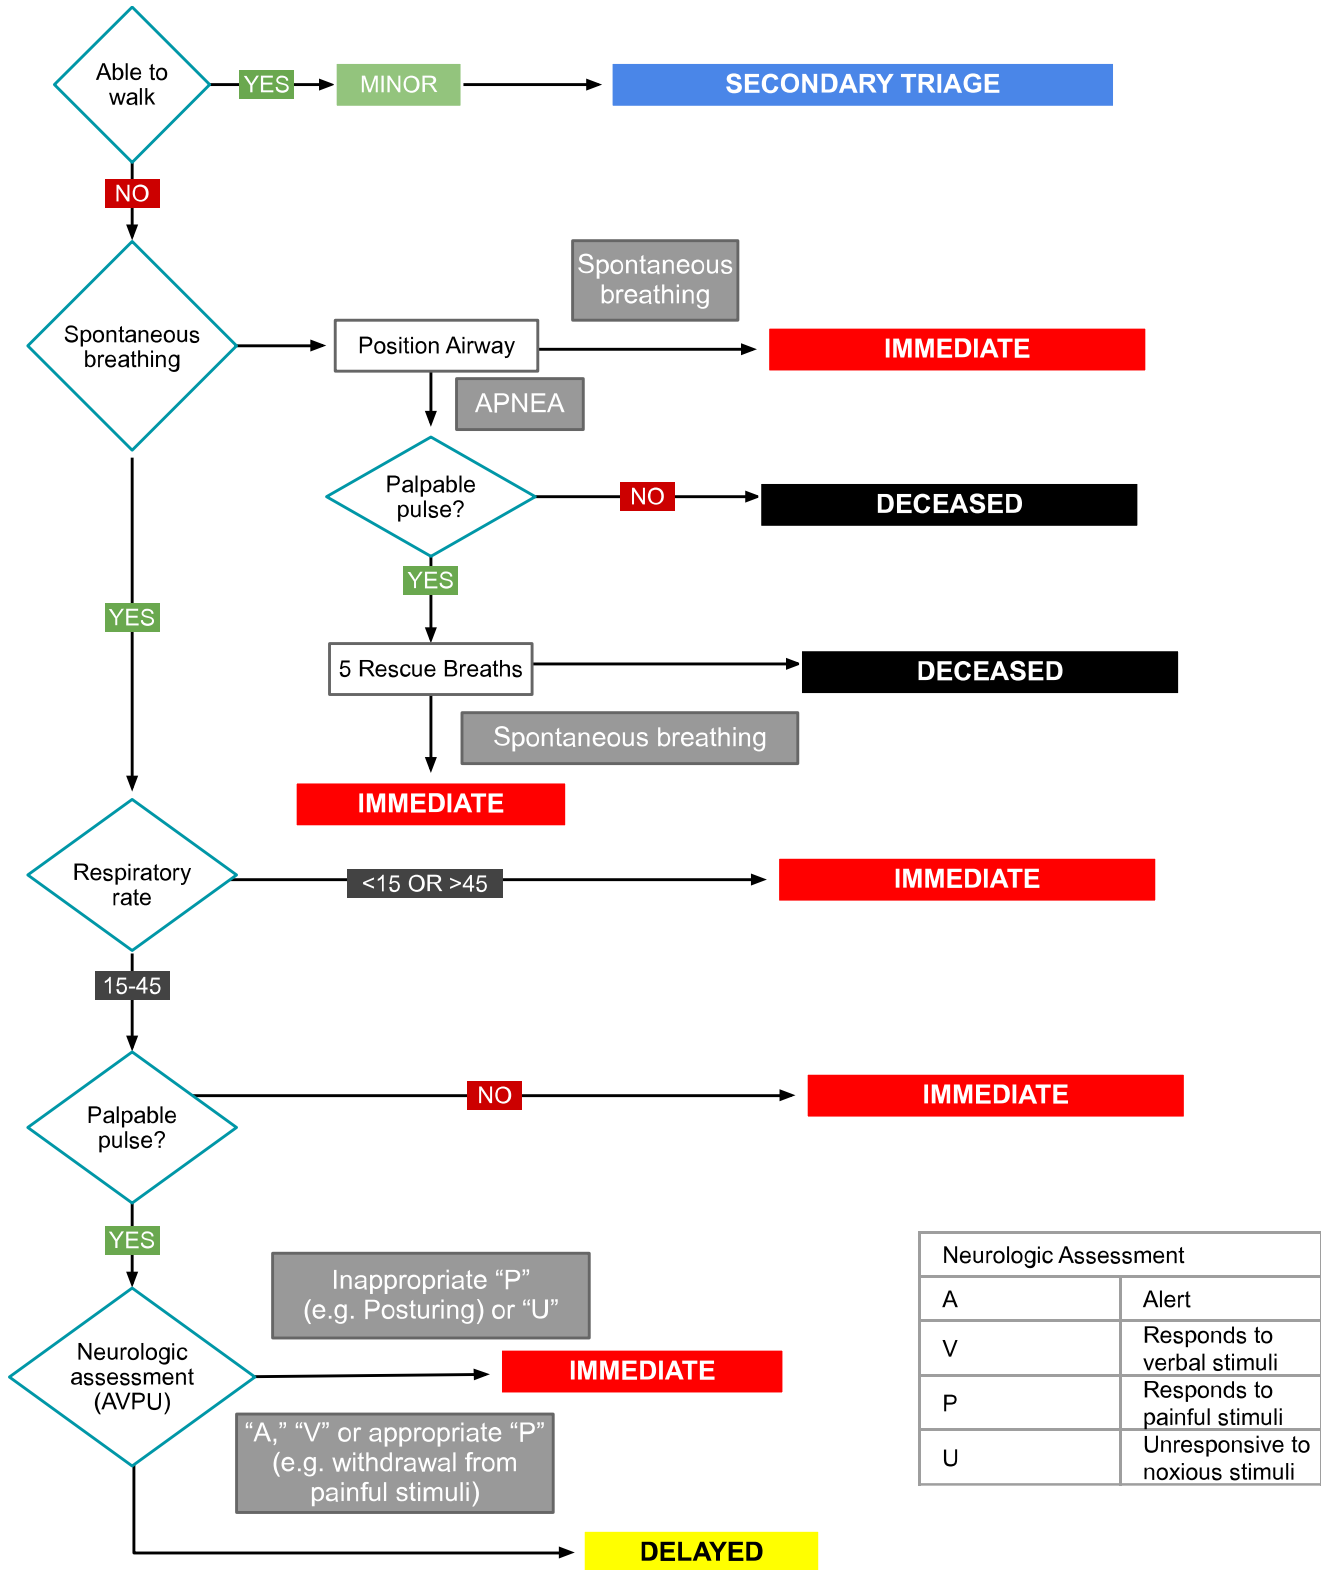 Able to
walk
YES
MINOR
SECONDARY TRIAGE
NO
Spontaneous
breathing
Position Airway
Spontaneous
breathing
IMMEDIATE
APNEA
Palpable
pulse?
NO
DECEASED
YES
5 Rescue Breaths
DECEASED
Spontaneous breathing
IMMEDIATE
YES
Respiratory
rate
<15 OR >45
IMMEDIATE
15-45
Palpable
pulse?
NO
IMMEDIATE
YES
Neurologic
assessment
(AVPU)
Inappropriate “P”
(e.g. Posturing) or “U”
IMMEDIATE
“A,” “V” or appropriate “P”
(e.g. withdrawal from
painful stimuli)
DELAYED
Neurologic Assessment
A
Alert
V
Responds to
verbal stimuli
P
Responds to
painful stimuli
U
Unresponsive to
noxious stimuli